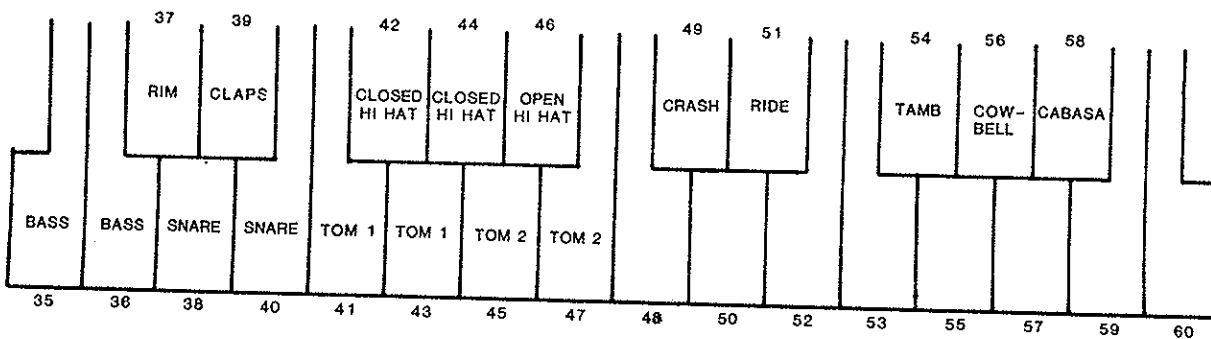 37 39 42 44 46 49 51 54 56 58
RIM CLAPS CLOSED HI HAT CLOSED HI HAT OPEN HI HAT CRASH RIDE TAMB COW-BELL CABASA
BASS BASS SNARE SNARE TOM 1 TOM 1 TOM 2 TOM 2
35 36 38 40 41 43 45 47 48 50 52 53 55 57 59 60